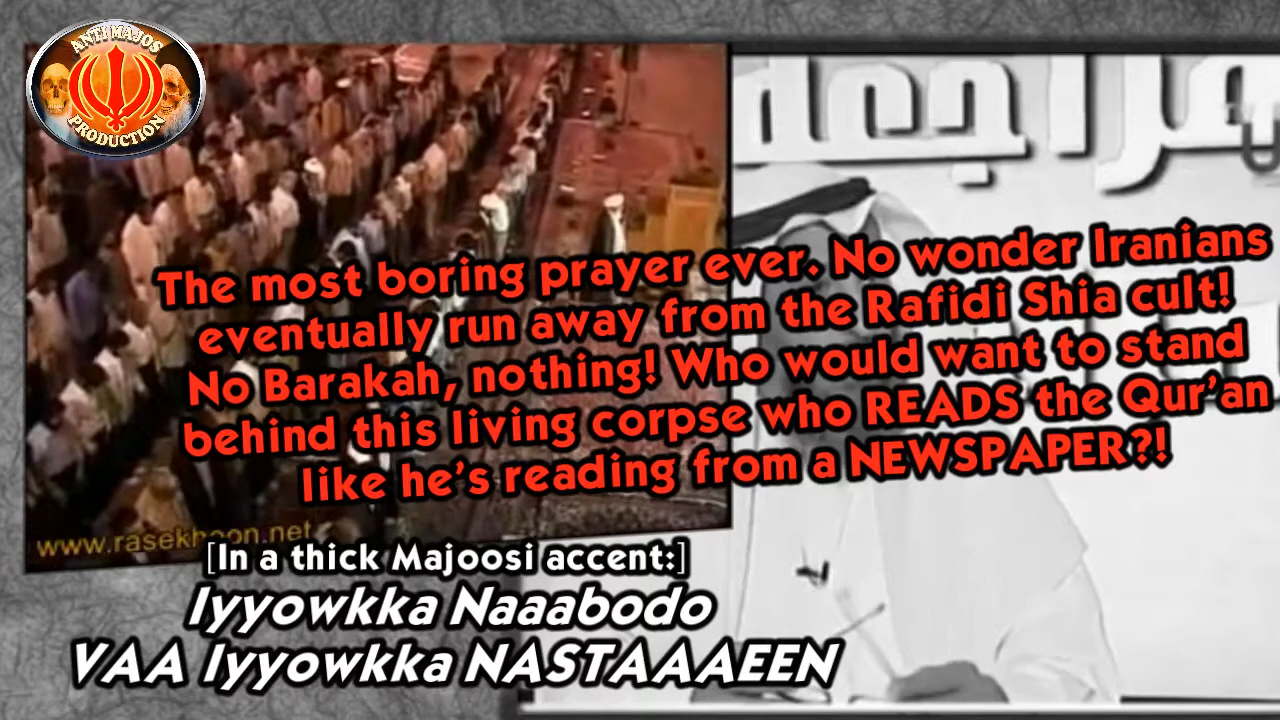 ANTI MAJOS
PRODUCTION
The most boring prayer ever. No wonder Iranians
eventually run away from the Rafidi Shia cult!
No Barakah, nothing! Who would want to stand
behind this living corpse who READS the Qur'an
like he's reading from a NEWSPAPER?!
www.rasekhoon.net
[In a thick Majoosi accent:]
Iyyowkka Naaabodo
VAA Iyyowkka NASTAAAEEN